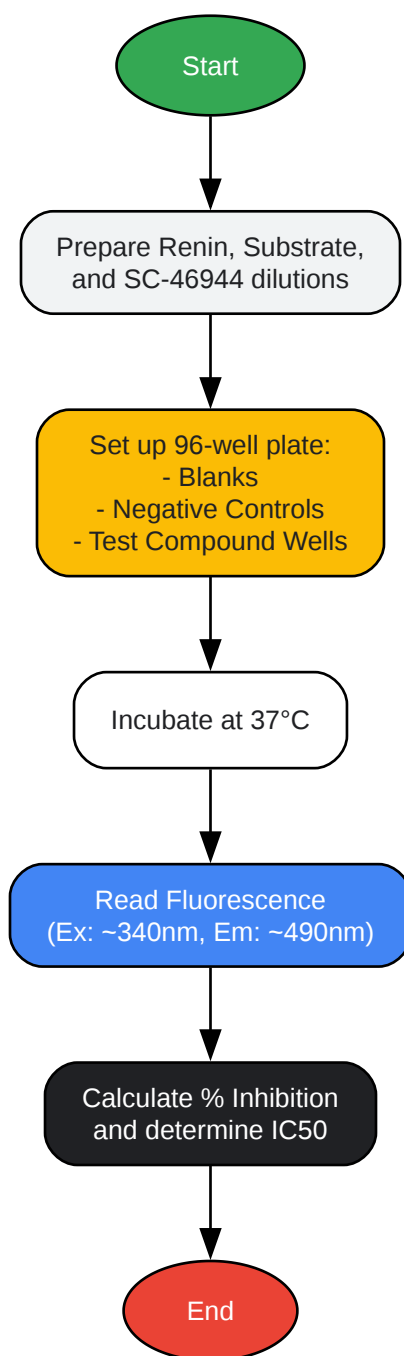 Start
Prepare Renin, Substrate,
and SC-46944 dilutions
Set up 96-well plate:
- Blanks
- Negative Controls
- Test Compound Wells
Incubate at 37°C
Read Fluorescence
(Ex: ~340nm, Em: ~490nm)
Calculate % Inhibition
and determine IC50
End